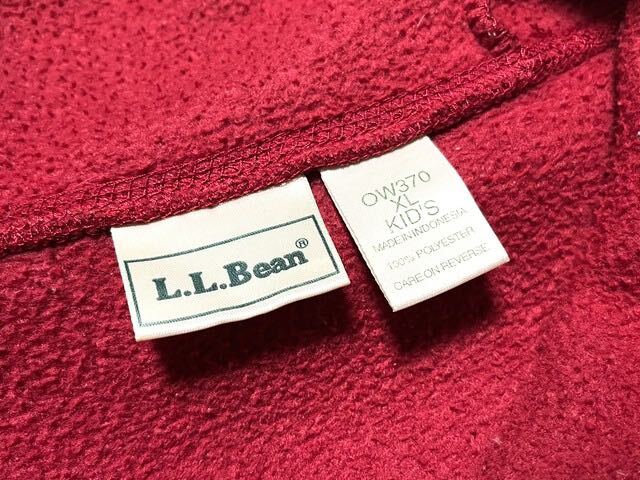 L.L.Bean®
OW370
XL
KID'S
MADE IN INDONESIA
100% POLYESTER
CARE ON REVERSE